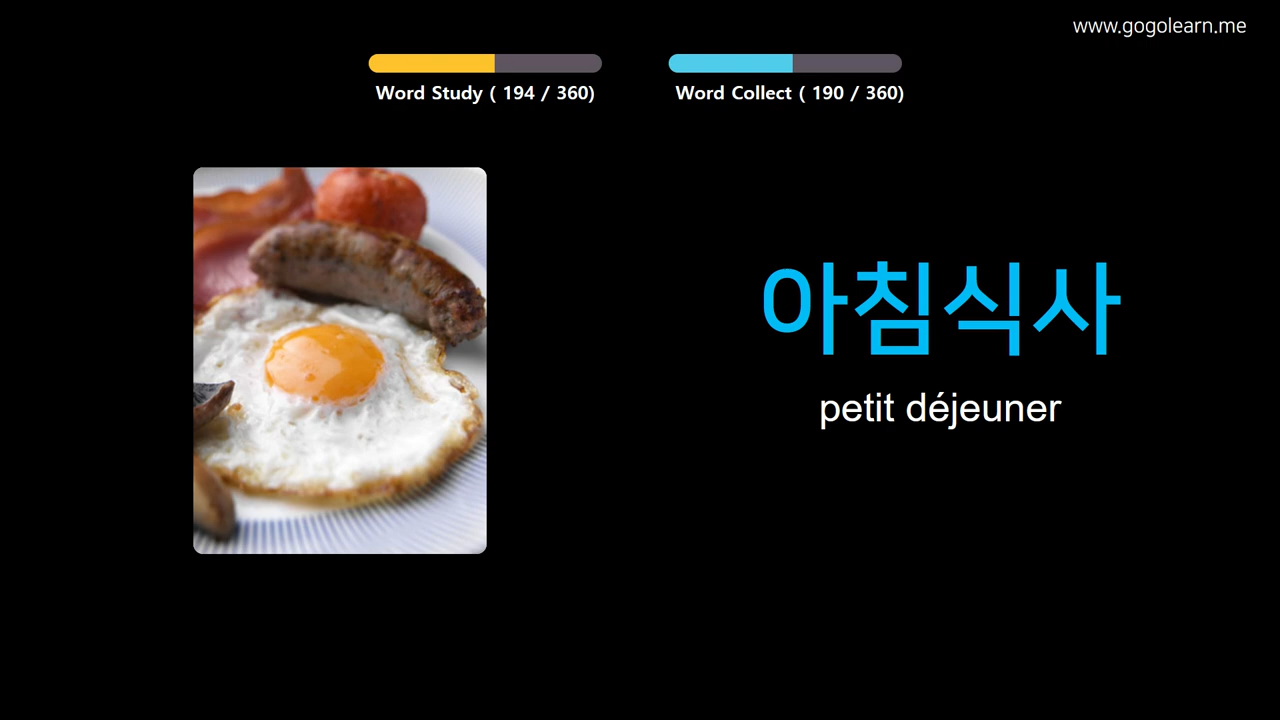 www.gogolearn.me
Word Study ( 194 / 360)
Word Collect ( 190 / 360)
아침식사
petit déjeuner